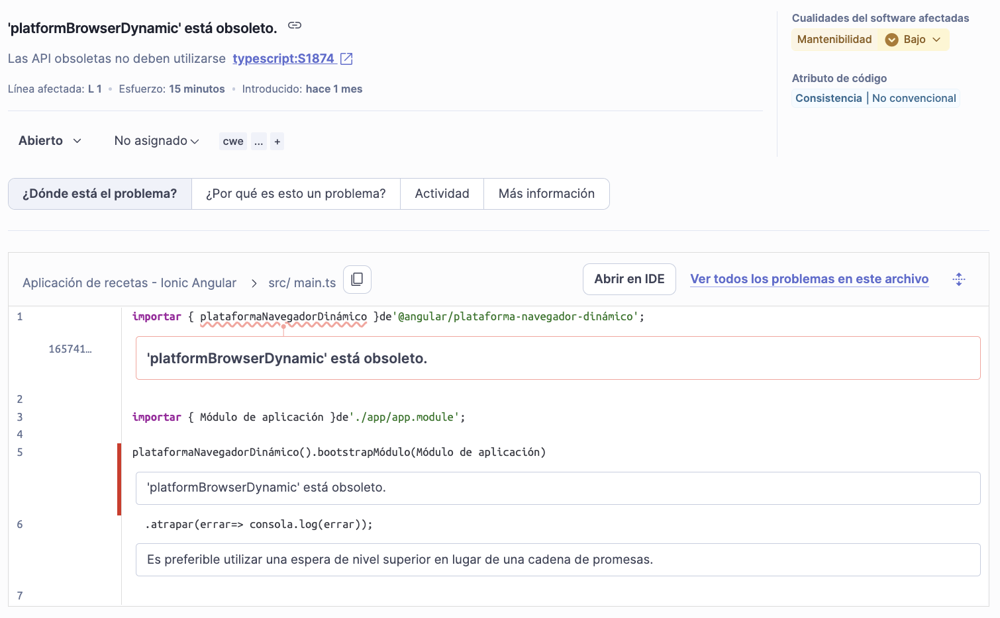 'platformBrowserDynamic' está obsoleto.
Las API obsoletas no deben utilizarse typescript:S1874
Línea afectada: L 1 • Esfuerzo: 15 minutos • Introducido: hace 1 mes
Cualidades del software afectadas
Mantenibilidad Bajo
Atributo de código
Consistencia | No convencional
Abierto No asignado cwe ... +
¿Dónde está el problema? ¿Por qué es esto un problema? Actividad Más información
Aplicación de recetas - Ionic Angular > src/ main.ts Abrir en IDE Ver todos los problemas en este archivo
1 importar { plataformaNavegadorDinámico }de'@angular/plataforma-navegador-dinámico';
165741...
'platformBrowserDynamic' está obsoleto.
2
3 importar { Módulo de aplicación }de'./app/app.module';
4
5 plataformaNavegadorDinámico().bootstrapMódulo(Módulo de aplicación)
'platformBrowserDynamic' está obsoleto.
6 .atrapar(errar=> consola.log(errar));
Es preferible utilizar una espera de nivel superior en lugar de una cadena de promesas.
7